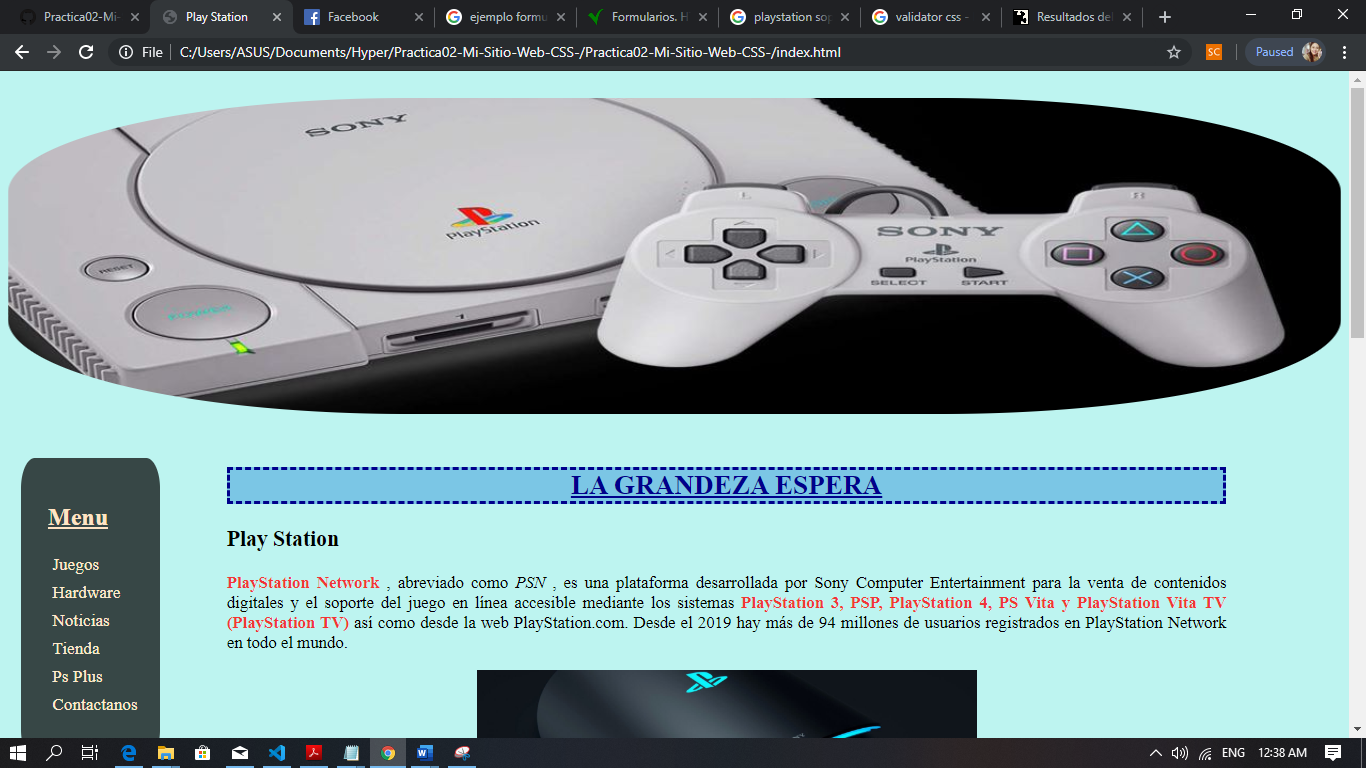 Practica02-Mi-
Play Station
Facebook
ejemplo formu
Formularios. H
playstation sop
validator css -
Resultados del
File
C:/Users/ASUS/Documents/Hyper/Practica02-Mi-Sitio-Web-CSS-/Practica02-Mi-Sitio-Web-CSS-/index.html
SC
Paused
SONY
PlayStation
RESET
POWER
L
R
SONY
PlayStation
SELECT
START
Menu
Juegos
Hardware
Noticias
Tienda
Ps Plus
Contactanos
LA GRANDEZA ESPERA
Play Station
PlayStation Network , abreviado como PSN , es una plataforma desarrollada por Sony Computer Entertainment para la venta de contenidos
digitales y el soporte del juego en línea accesible mediante los sistemas PlayStation 3, PSP, PlayStation 4, PS Vita y PlayStation Vita TV
(PlayStation TV) así como desde la web PlayStation.com. Desde el 2019 hay más de 94 millones de usuarios registrados en PlayStation Network
en todo el mundo.
ENG
12:38 AM